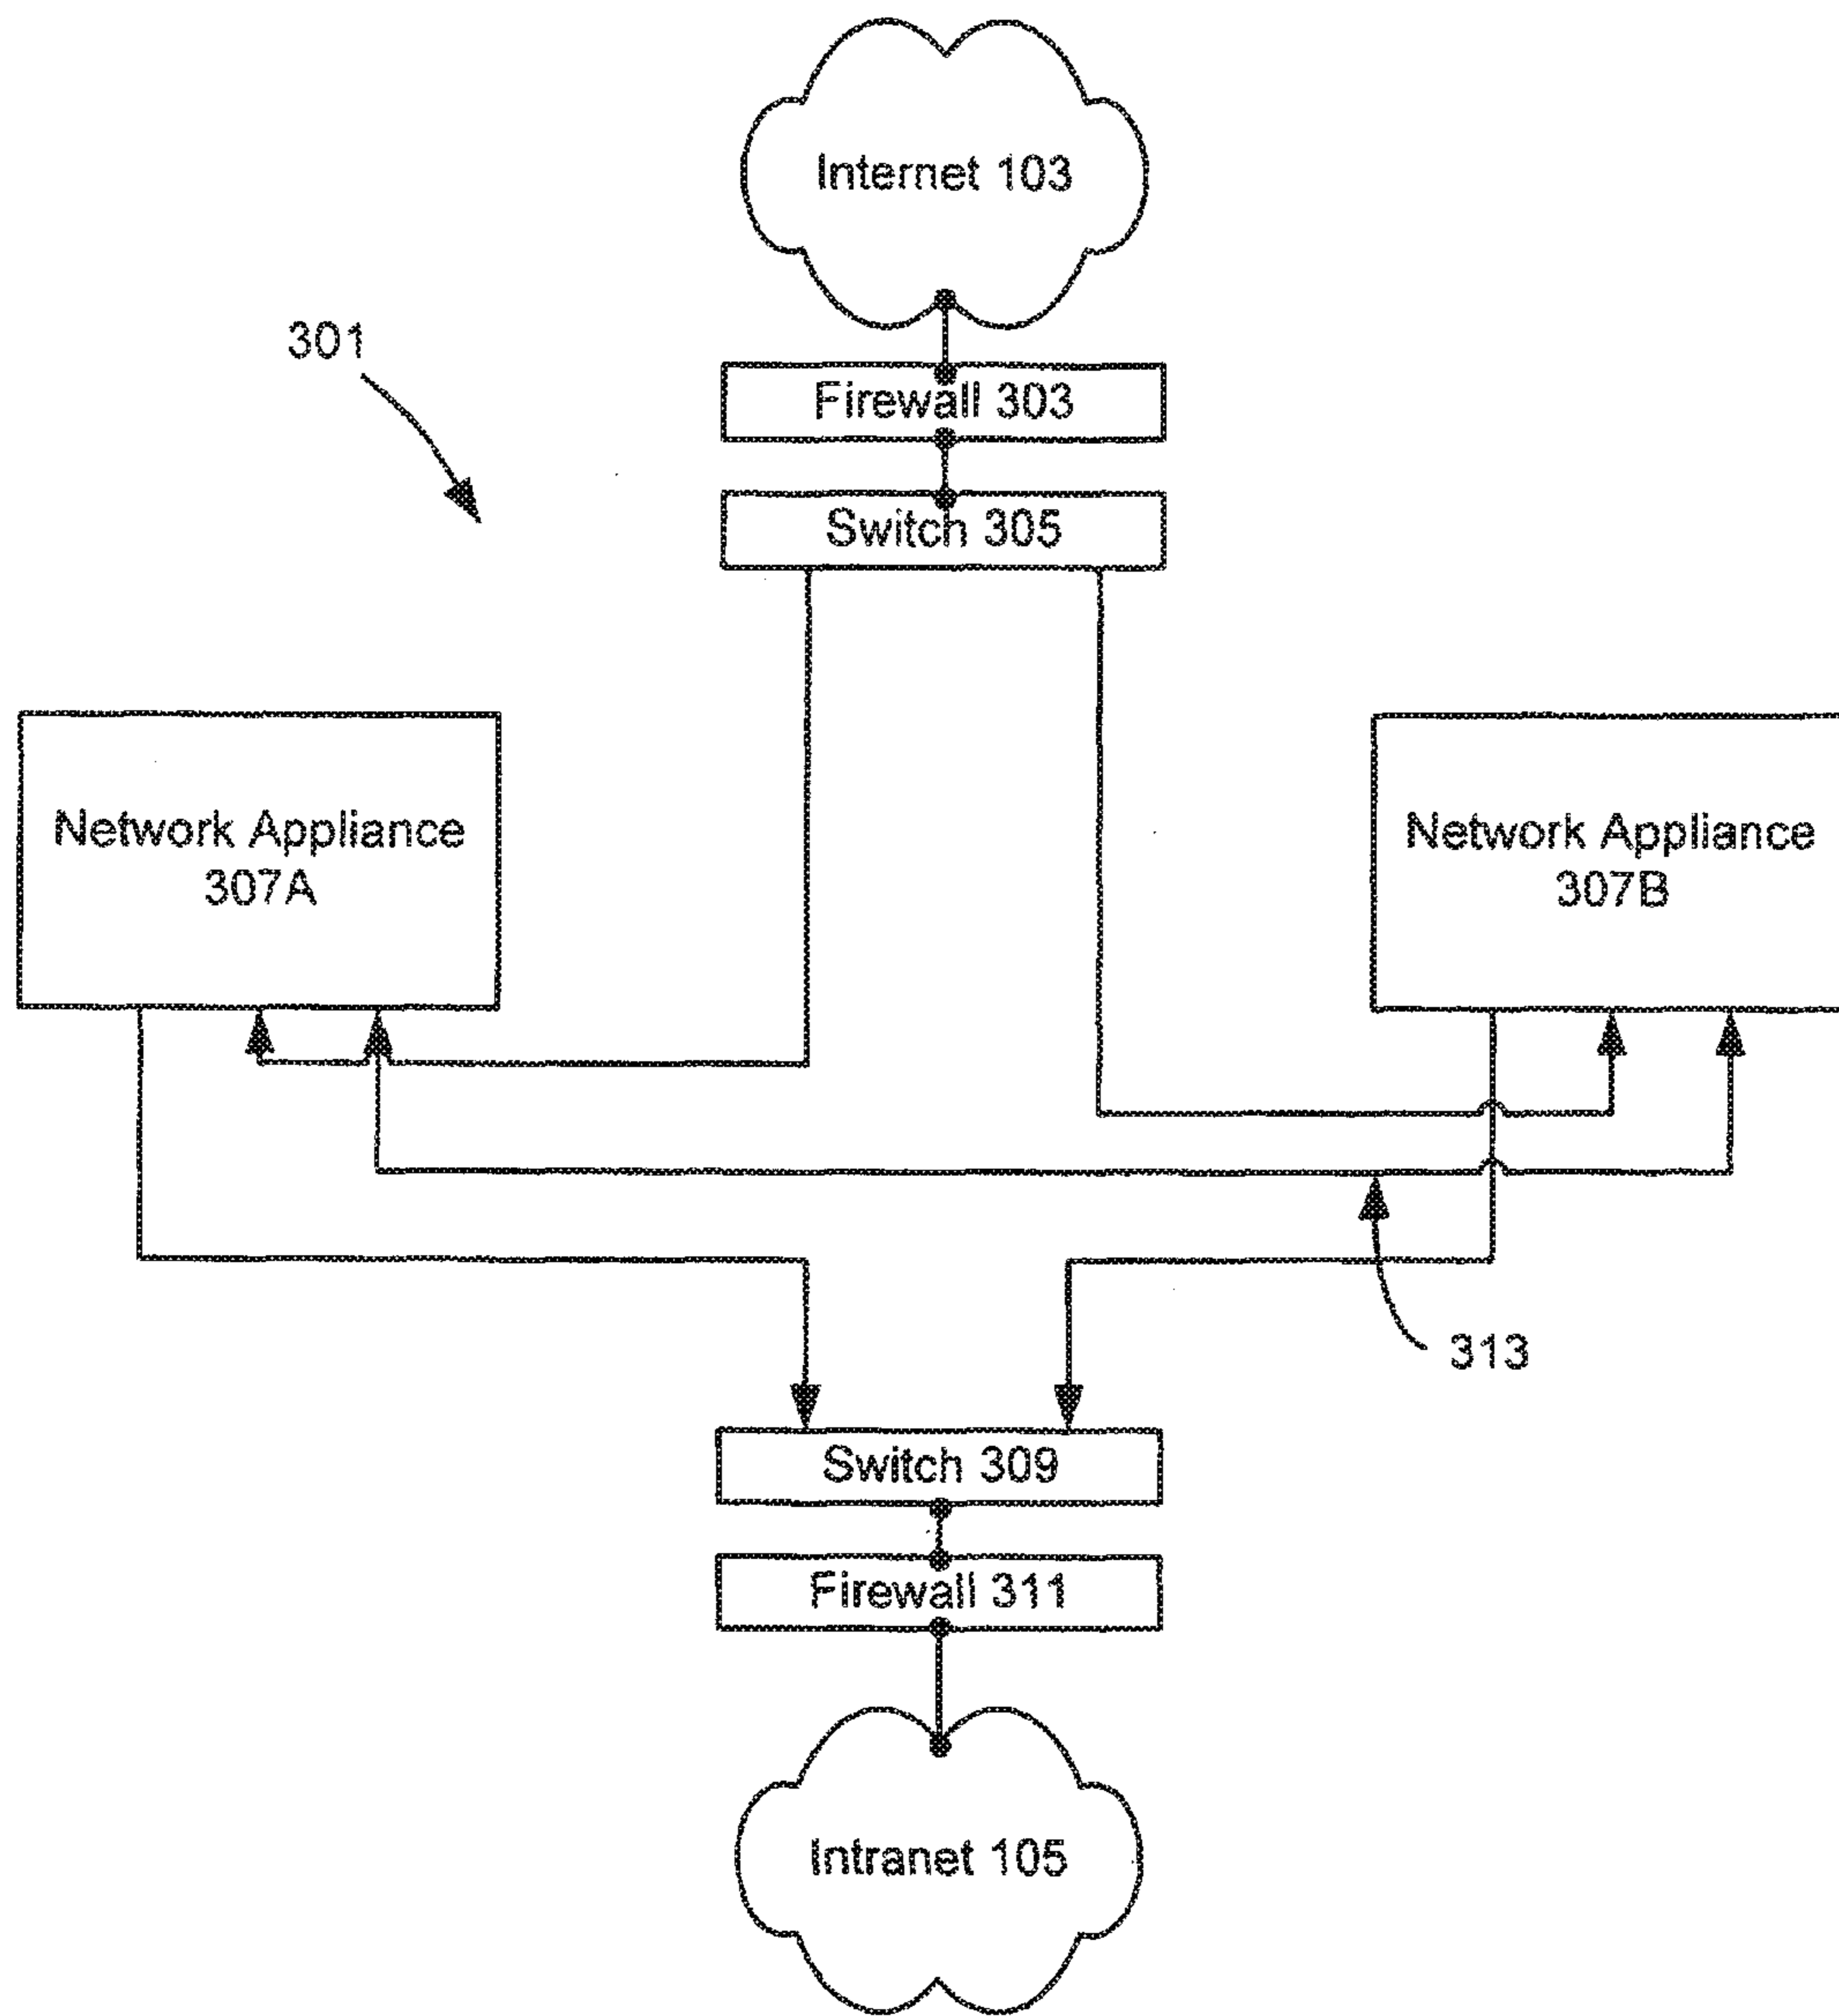 Internet 103
301
Firewall 303
Switch 305
Network Appliance
307A
Network Appliance
307B
313
Switch 309
Firewall 311
Intranet 105